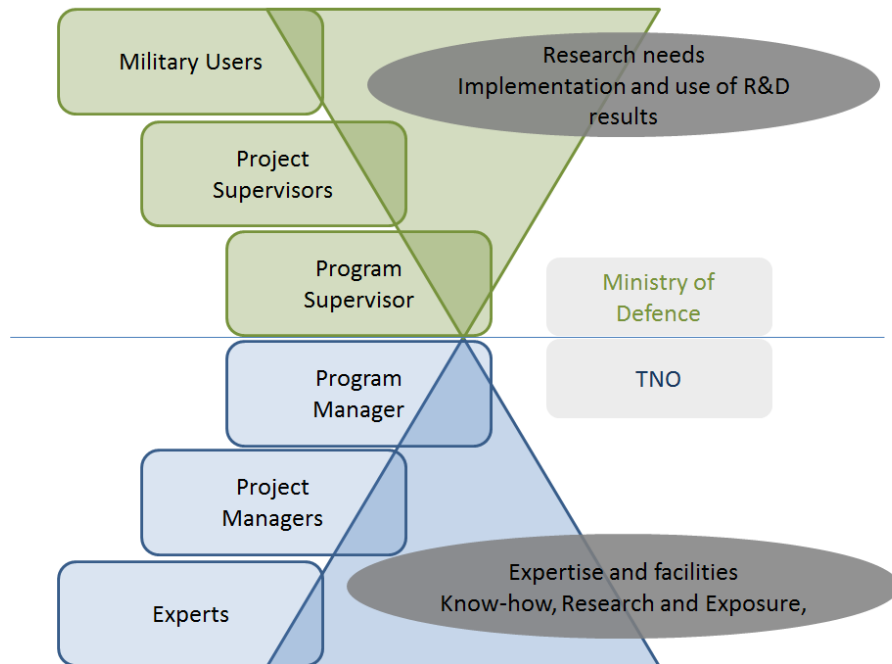 Military Users
Research needs
Implementation and use of R&D
results
Project
Supervisors
Program
Supervisor
Ministry of
Defence
Program
Manager
TNO
Project
Managers
Experts
Expertise and facilities
Know-how, Research and Exposure,